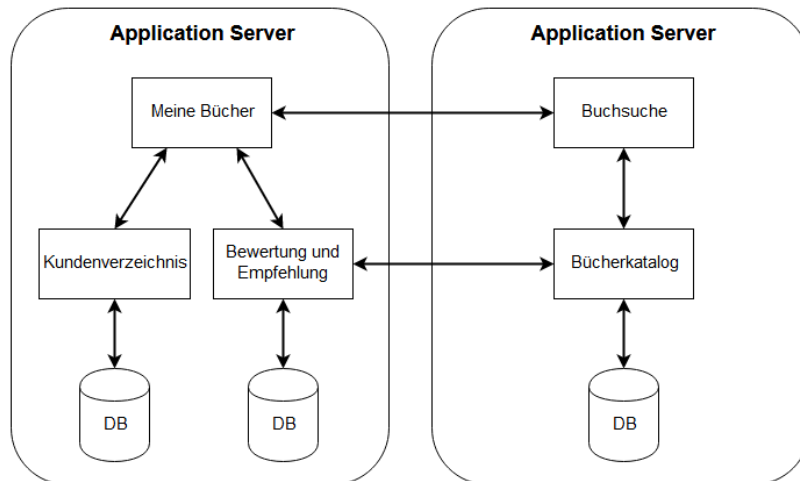 Application Server
Application Server
Meine Bücher
Buchsuche
Kundenverzeichnis
Bewertung und
Empfehlung
Bücherkatalog
DB
DB
DB